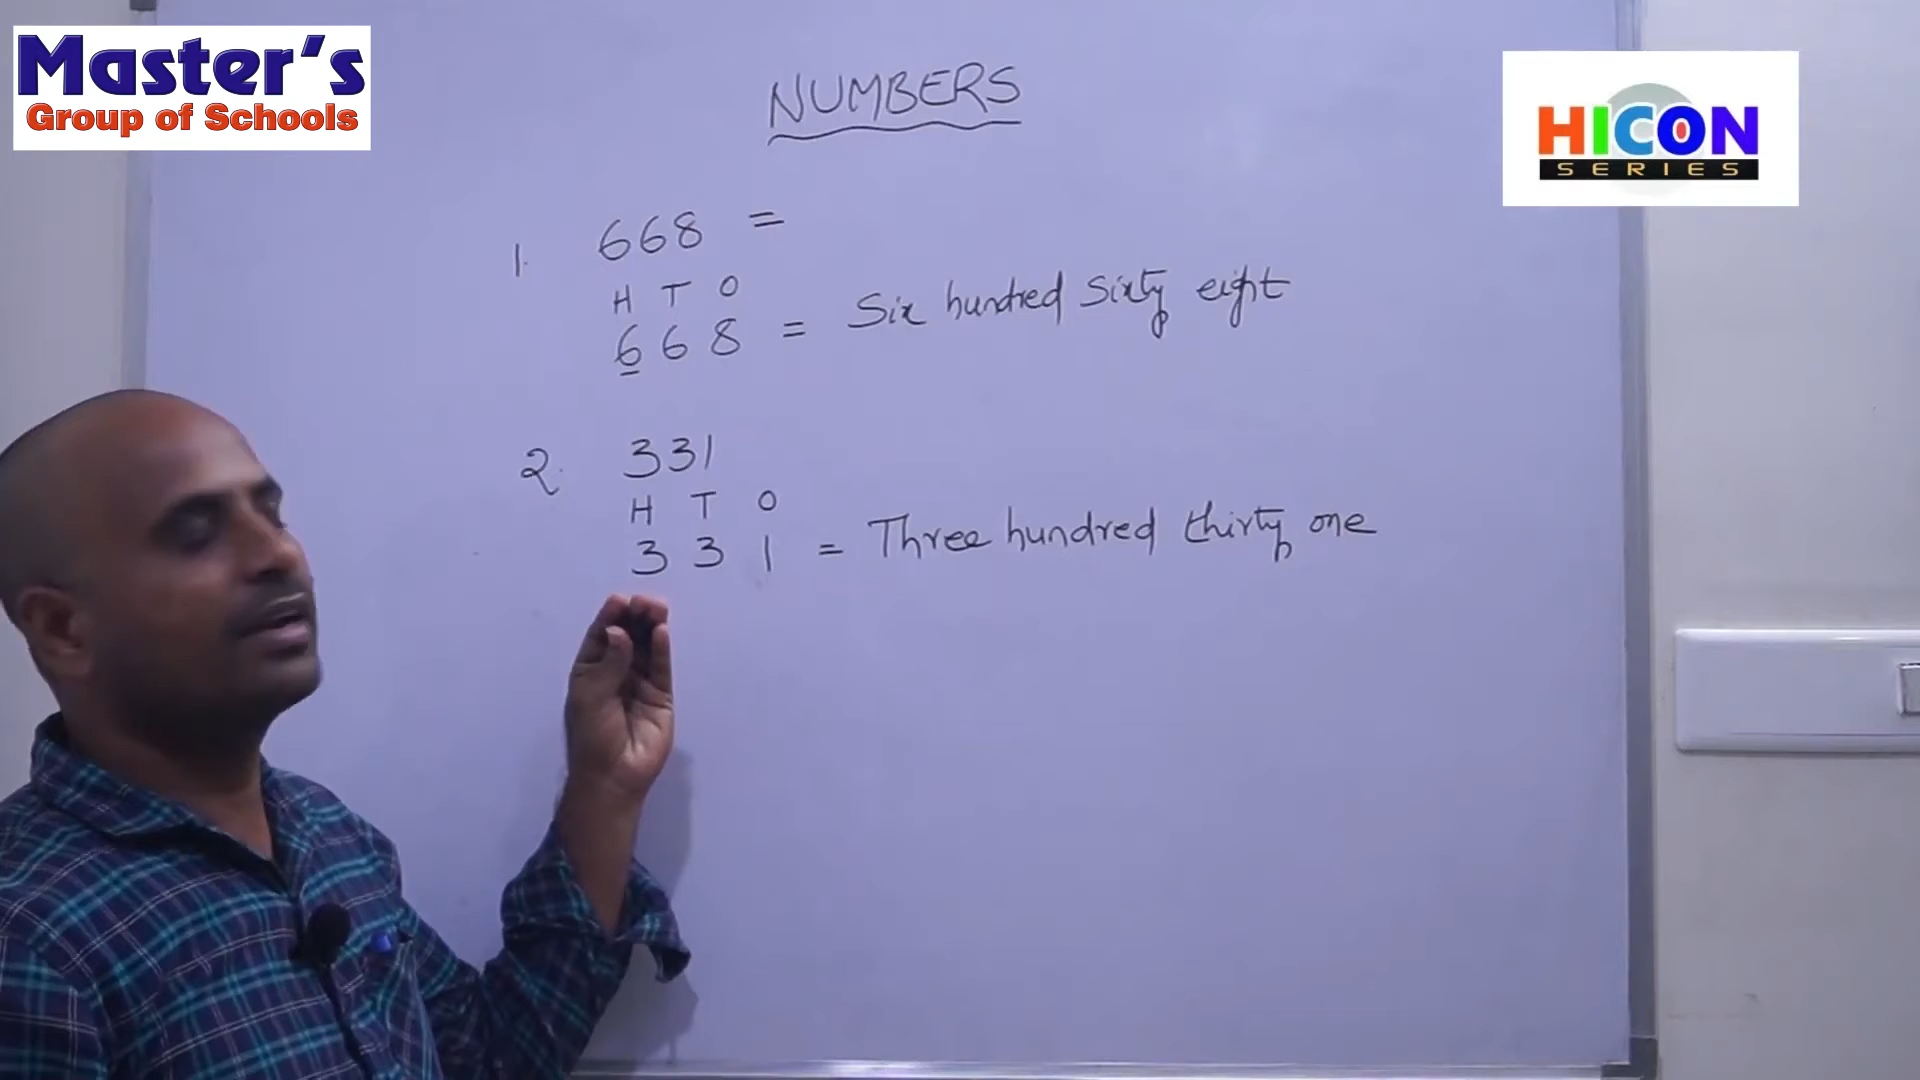 Master's
Group of Schools
HICON
SERIES
NUMBERS
1. 668 =
H T O
668 = Six hundred Sixty eight
2. 331
H T O
3 3 1 = Three hundred thirty one